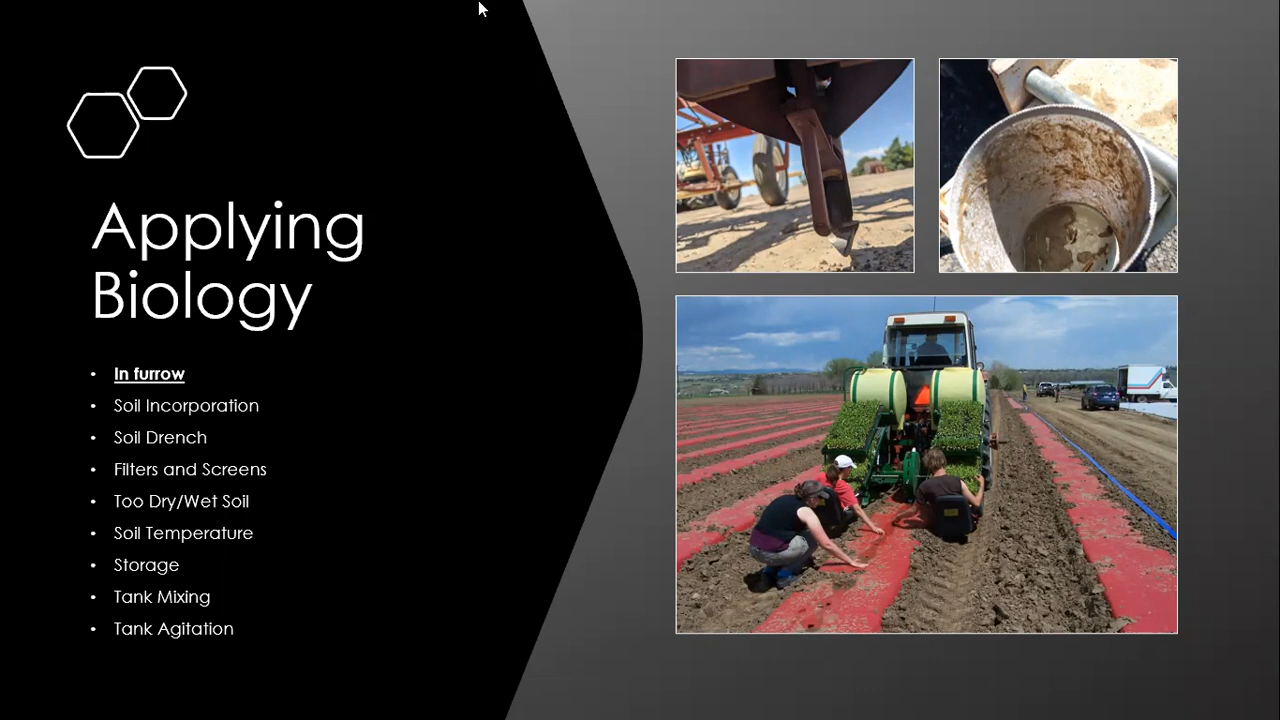 Applying
Biology
• In furrow
• Soil Incorporation
• Soil Drench
• Filters and Screens
• Too Dry/Wet Soil
• Soil Temperature
• Storage
• Tank Mixing
• Tank Agitation